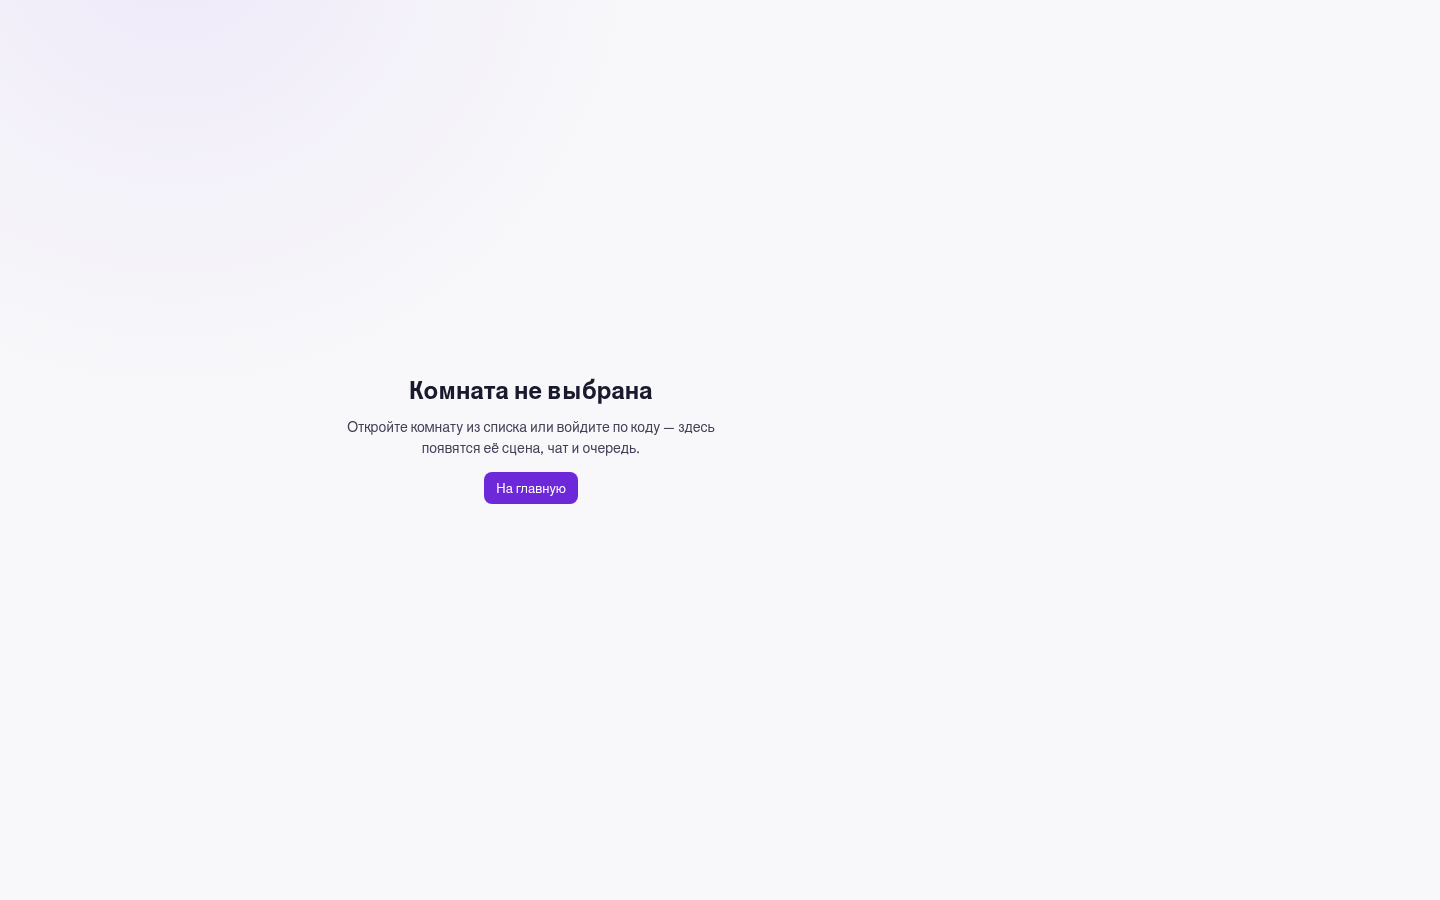 Комната не выбрана
Откройте комнату из списка или войдите по коду — здесь
появятся её сцена, чат и очередь.
На главную